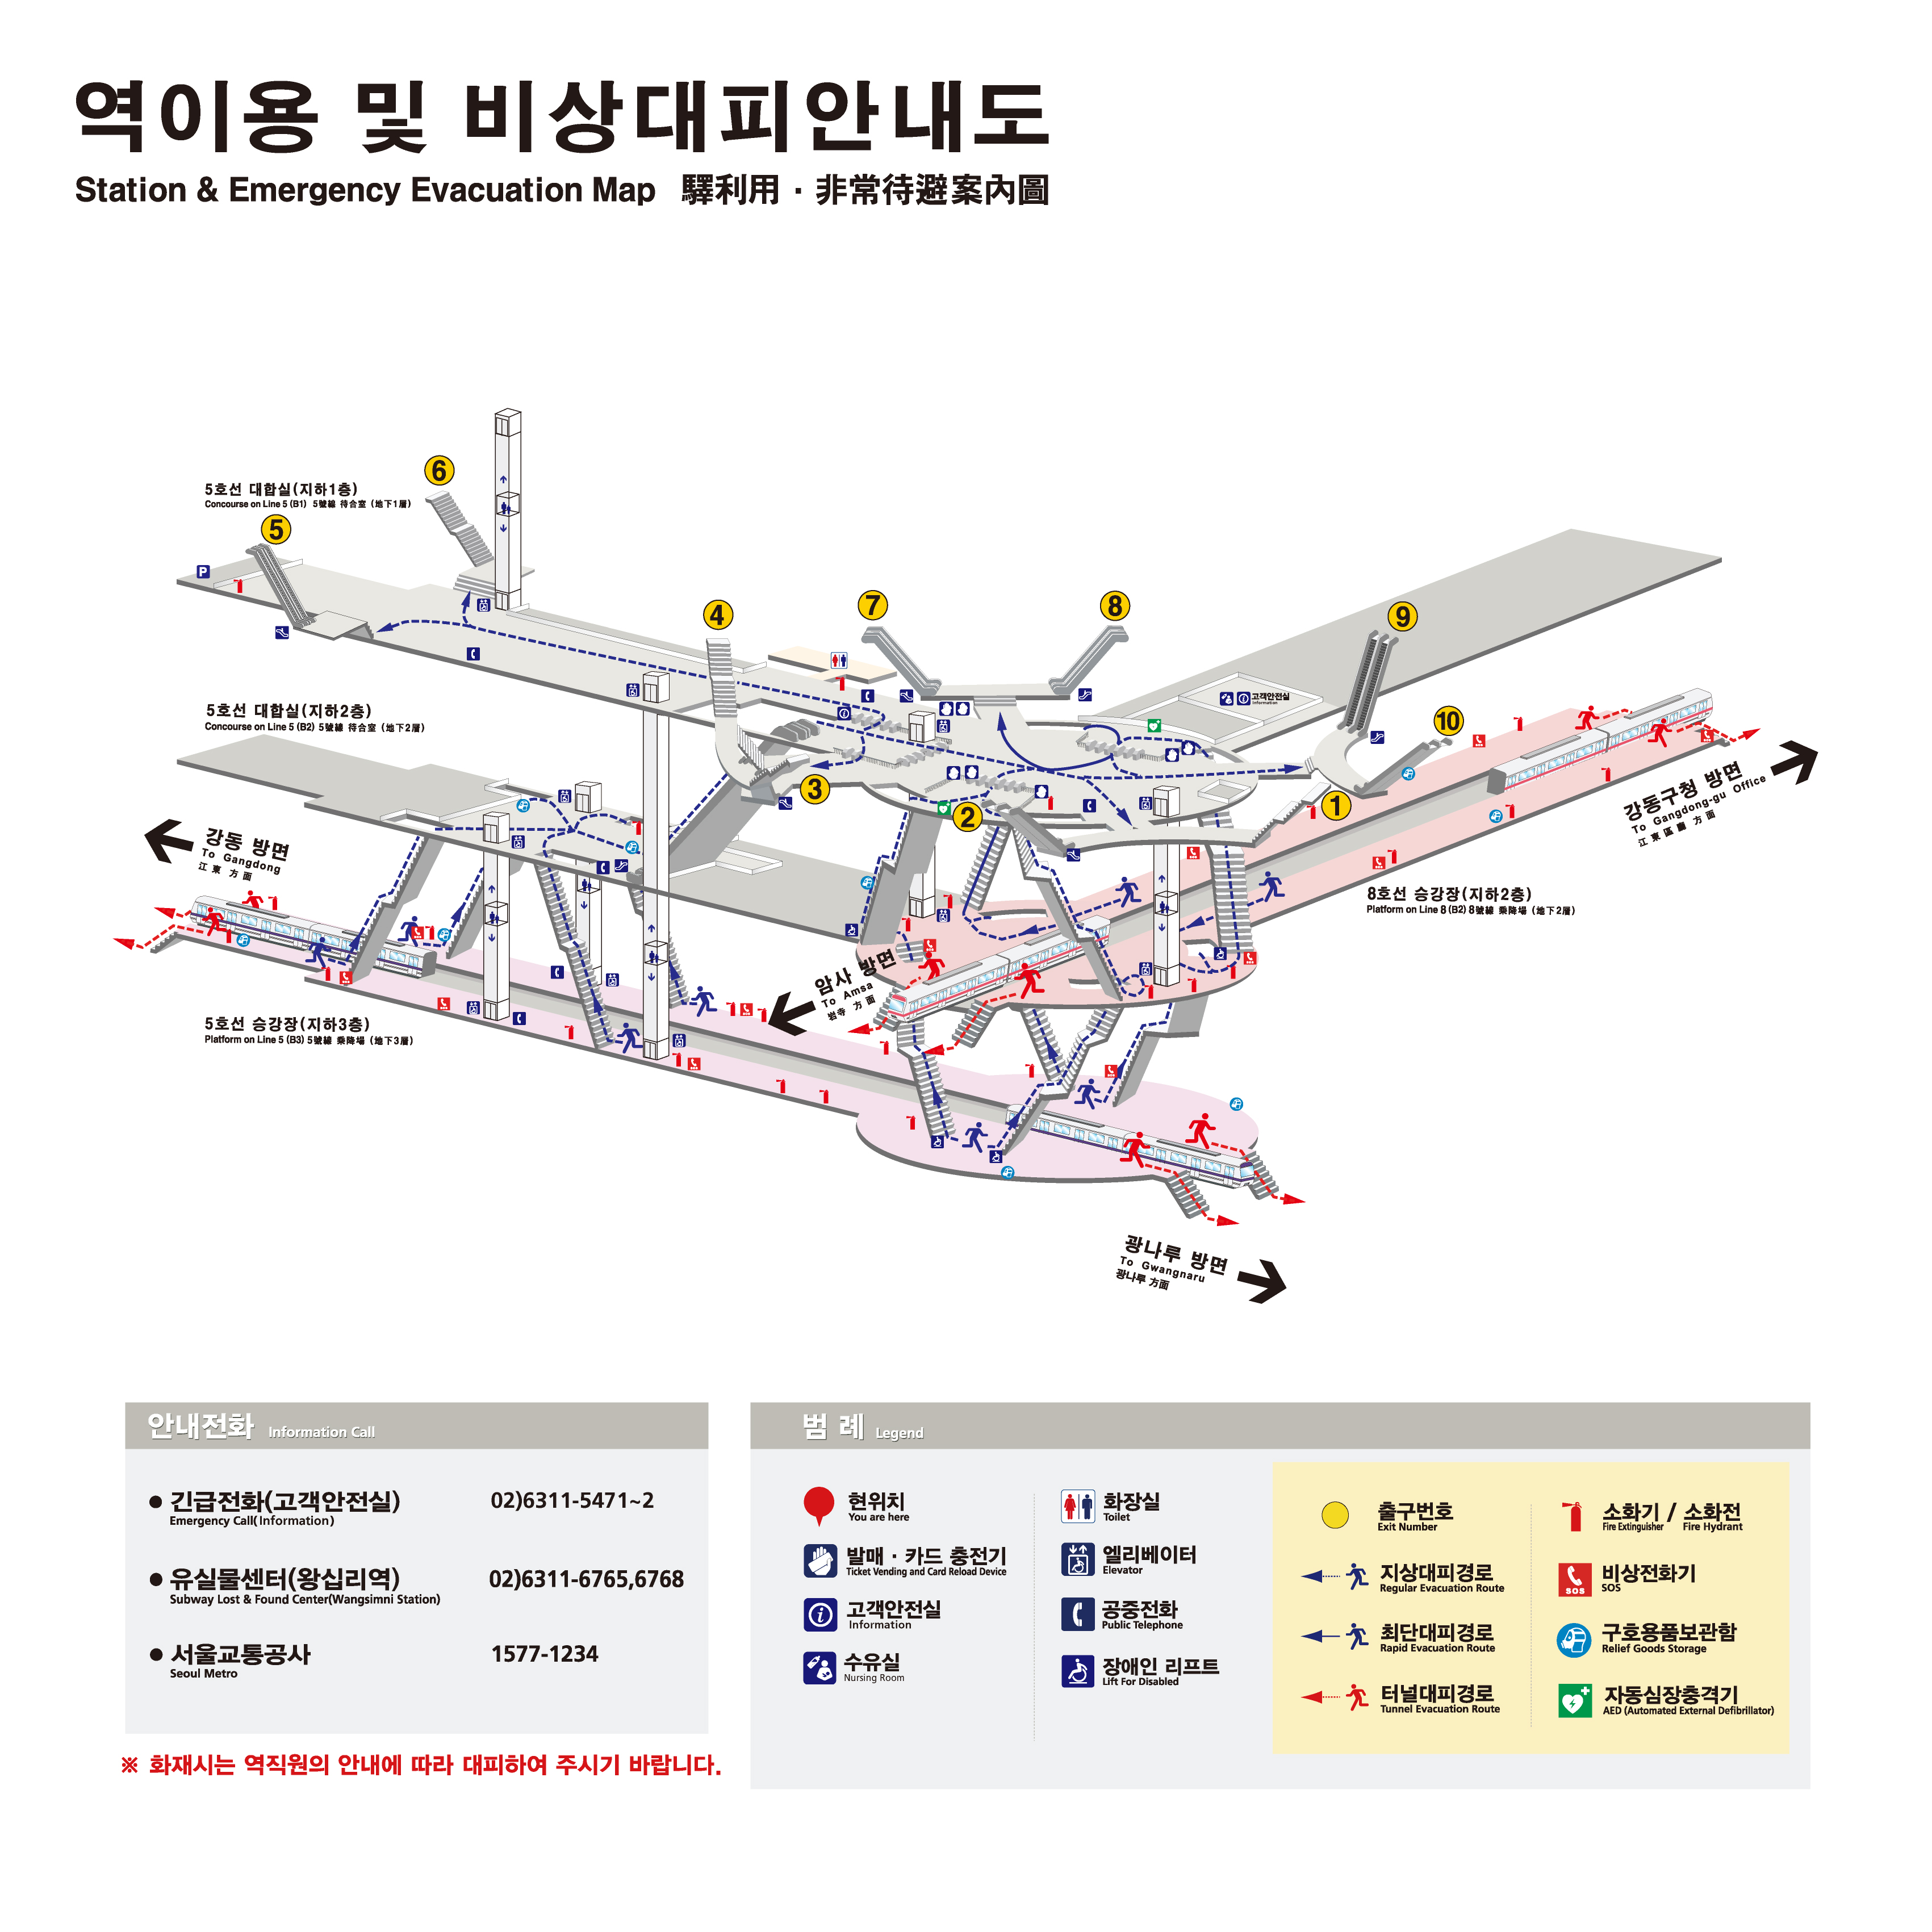 역이용 및 비상대피안내도
Station & Emergency Evacuation Map 驛利用 · 非常待避案內圖
6
5호선 대합실(지하1층)
Concourse on Line 5 (B1) 5號線 待合室 (地下1層)
5
P
4
7
8
9
고객안전실
Information
5호선 대합실(지하2층)
Concourse on Line 5 (B2) 5號線 待合室 (地下2層)
10
3
2
1
강동구청 방면
To Gangdong-gu Office
江東區廳 方面
강동 방면
To Gangdong
江東 方面
8호선 승강장(지하2층)
Platform on Line 8 (B2) 8號線 乘降場 (地下2層)
암사 방면
To Amsa
岩寺 方面
5호선 승강장(지하3층)
Platform on Line 5 (B3) 5號線 乘降場 (地下3層)
광나루 방면
To Gwangnaru
광나루 方面
안내전화 Information Call
긴급전화(고객안전실) 02)6311-5471~2
Emergency Call(Information)
유실물센터(왕십리역) 02)6311-6765,6768
Subway Lost & Found Center(Wangsimni Station)
서울교통공사 1577-1234
Seoul Metro
※ 화재시는 역직원의 안내에 따라 대피하여 주시기 바랍니다.
범 례 Legend
현위치
You are here
발매 · 카드 충전기
Ticket Vending and Card Reload Device
고객안전실
Information
수유실
Nursing Room
화장실
Toilet
엘리베이터
Elevator
공중전화
Public Telephone
장애인 리프트
Lift For Disabled
출구번호
Exit Number
지상대피경로
Regular Evacuation Route
최단대피경로
Rapid Evacuation Route
터널대피경로
Tunnel Evacuation Route
소화기 / 소화전
Fire Extinguisher Fire Hydrant
SOS
비상전화기
SOS
구호용품보관함
Relief Goods Storage
자동심장충격기
AED (Automated External Defibrillator)